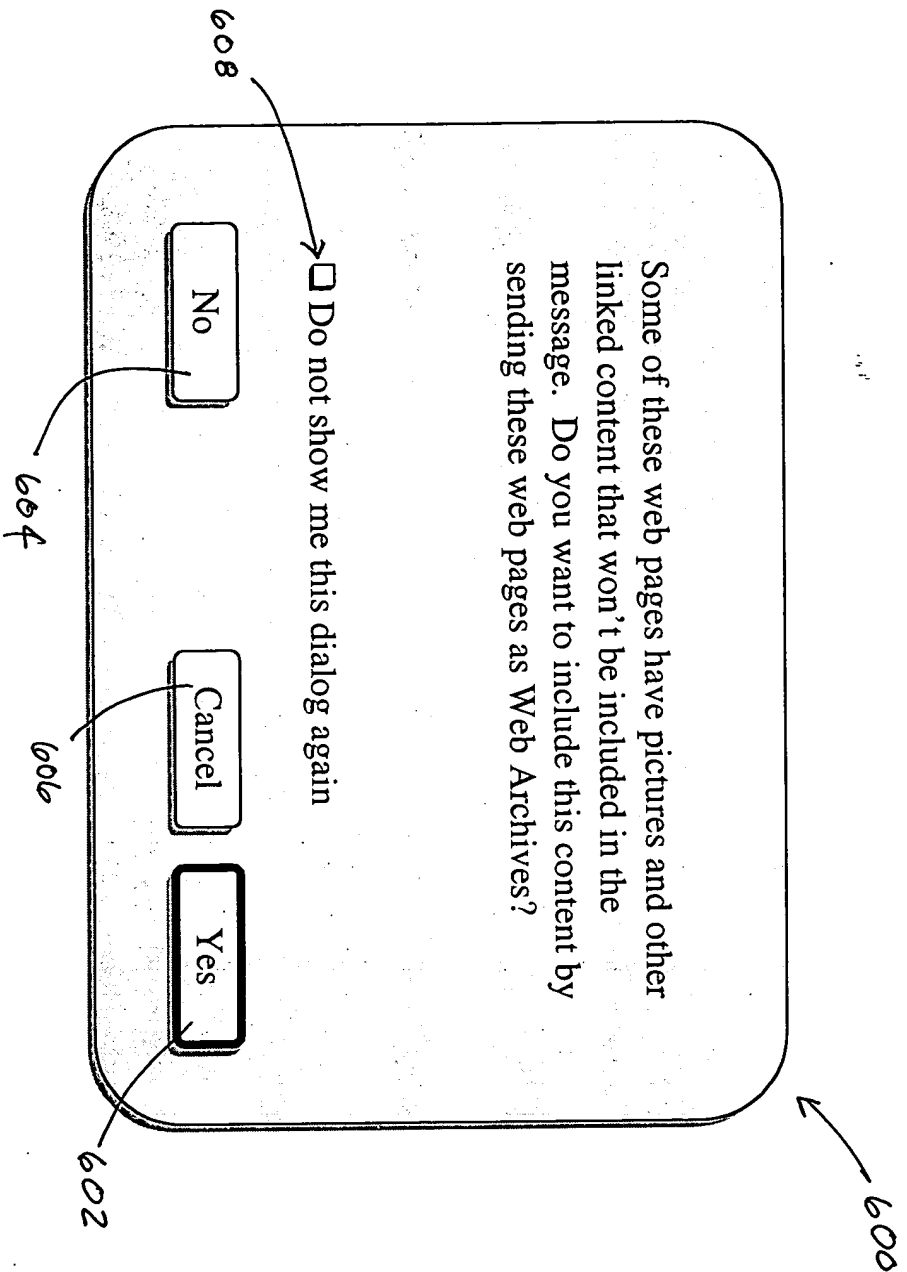 600
Some of these web pages have pictures and other
linked content that won't be included in the
message. Do you want to include this content by
sending these web pages as Web Archives?
608
Do not show me this dialog again
No
Cancel
Yes
604
606
602